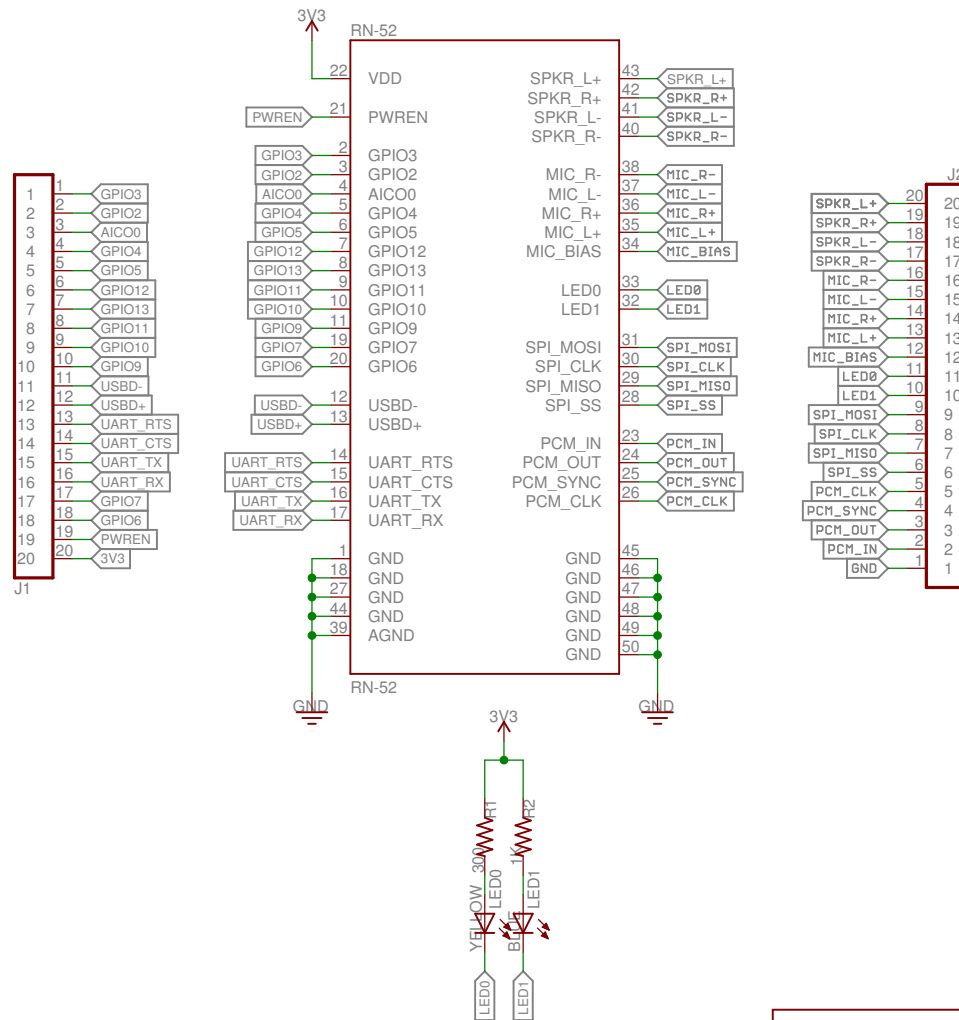 3V3
RN-52
22 VDD
21 PWREN
PWREN
2 GPIO3
GPIO3
3 GPIO2
GPIO2
4 AICO0
AICO0
5 GPIO4
GPIO4
6 GPIO5
GPIO5
7 GPIO12
GPIO12
8 GPIO13
GPIO13
9 GPIO11
GPIO11
10 GPIO10
GPIO10
11 GPIO9
GPIO9
19 GPIO7
GPIO7
20 GPIO6
GPIO6
12 USBD-
USBD-
13 USBD+
USBD+
14 UART_RTS
UART_RTS
15 UART_CTS
UART_CTS
16 UART_TX
UART_TX
17 UART_RX
UART_RX
1 GND
18 GND
27 GND
44 GND
39 AGND
SPKR_L+ 43 SPKR_L+
SPKR_R+ 42 SPKR_R+
SPKR_L- 41 SPKR_L-
SPKR_R- 40 SPKR_R-
MIC_R- 38 MIC_R-
MIC_L- 37 MIC_L-
MIC_R+ 36 MIC_R+
MIC_L+ 35 MIC_L+
MIC_BIAS 34 MIC_BIAS
LED0 33 LED0
LED1 32 LED1
SPI_MOSI 31 SPI_MOSI
SPI_CLK 30 SPI_CLK
SPI_MISO 29 SPI_MISO
SPI_SS 28 SPI_SS
PCM_IN 23 PCM_IN
PCM_OUT 24 PCM_OUT
PCM_SYNC 25 PCM_SYNC
PCM_CLK 26 PCM_CLK
GND 45
GND 46
GND 47
GND 48
GND 49
GND 50
RN-52
GND
GND
1 1 GPIO3
2 2 GPIO2
3 3 AICO0
4 4 GPIO4
5 5 GPIO5
6 6 GPIO12
7 7 GPIO13
8 8 GPIO11
9 9 GPIO10
10 10 GPIO9
11 11 USBD-
12 12 USBD+
13 13 UART_RTS
14 14 UART_CTS
15 15 UART_TX
16 16 UART_RX
17 17 GPIO7
18 18 GPIO6
19 19 PWREN
20 20 3V3
J1
J2
SPKR_L+ 20 20
SPKR_R+ 19 19
SPKR_L- 18 18
SPKR_R- 17 17
MIC_R- 16 16
MIC_L- 15 15
MIC_R+ 14 14
MIC_L+ 13 13
MIC_BIAS 12 12
LED0 11 11
LED1 10 10
SPI_MOSI 9 9
SPI_CLK 8 8
SPI_MISO 7 7
SPI_SS 6 6
PCM_CLK 5 5
PCM_SYNC 4 4
PCM_OUT 3 3
PCM_IN 2 2
GND 1 1
3V3
R1
300
R2
1K
LED0
YELLOW
LED1
BLUE
LED0
LED1